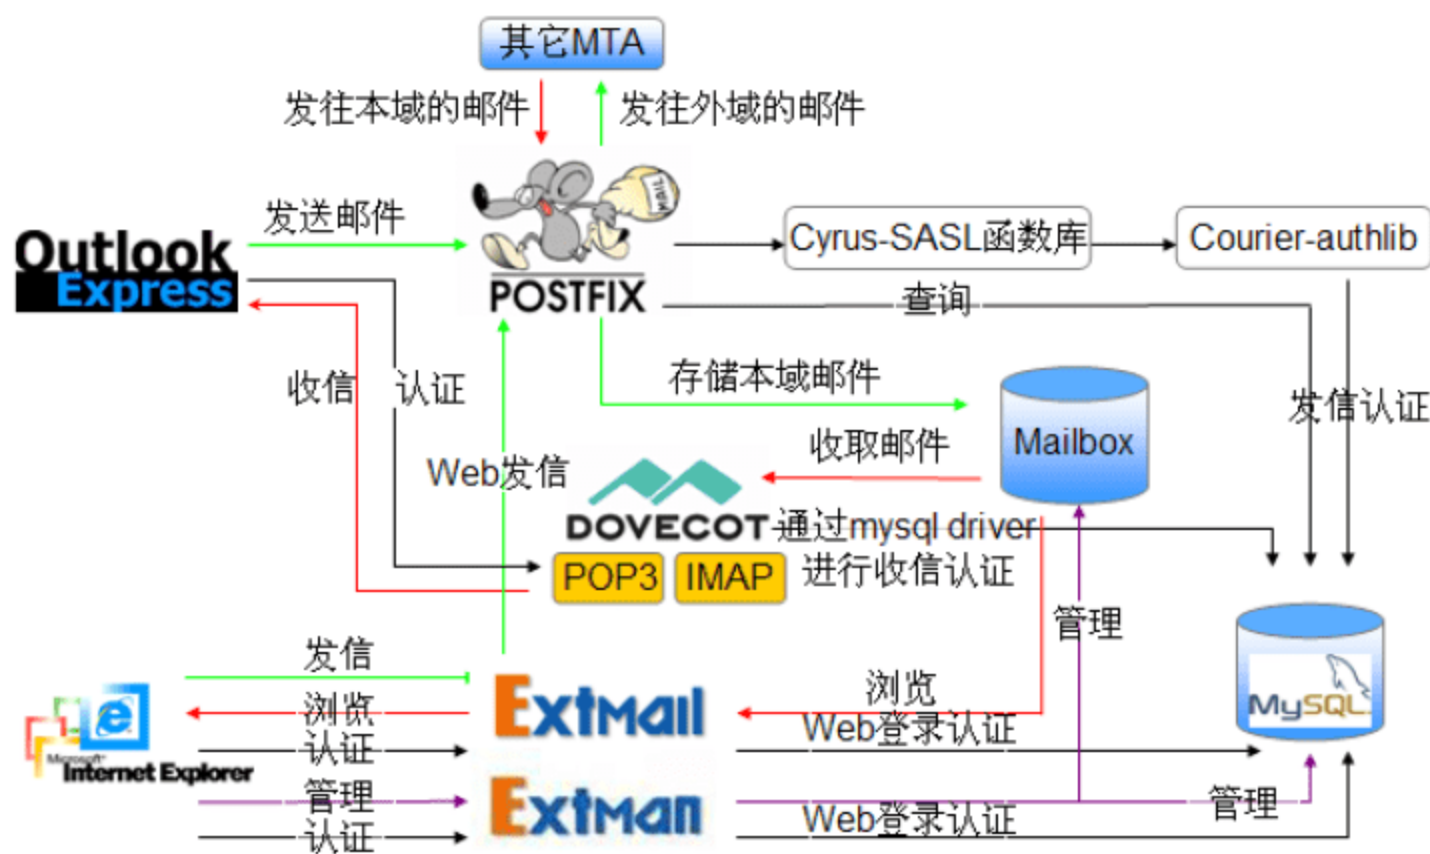 其它MTA
发往本域的邮件
发往外域的邮件
MAIL
发送邮件
Outlook
Express
POSTFIX
Cyrus-SASL函数库
Courier-authlib
查询
收信
认证
存储本域邮件
发信认证
Mailbox
收取邮件
Web发信
DOVECOT
通过mysql driver
POP3
IMAP
进行收信认证
管理
发信
浏览
认证
Microsoft
Internet Explorer
管理
认证
Extmail
Extman
浏览
Web登录认证
Web登录认证
管理
MySQL